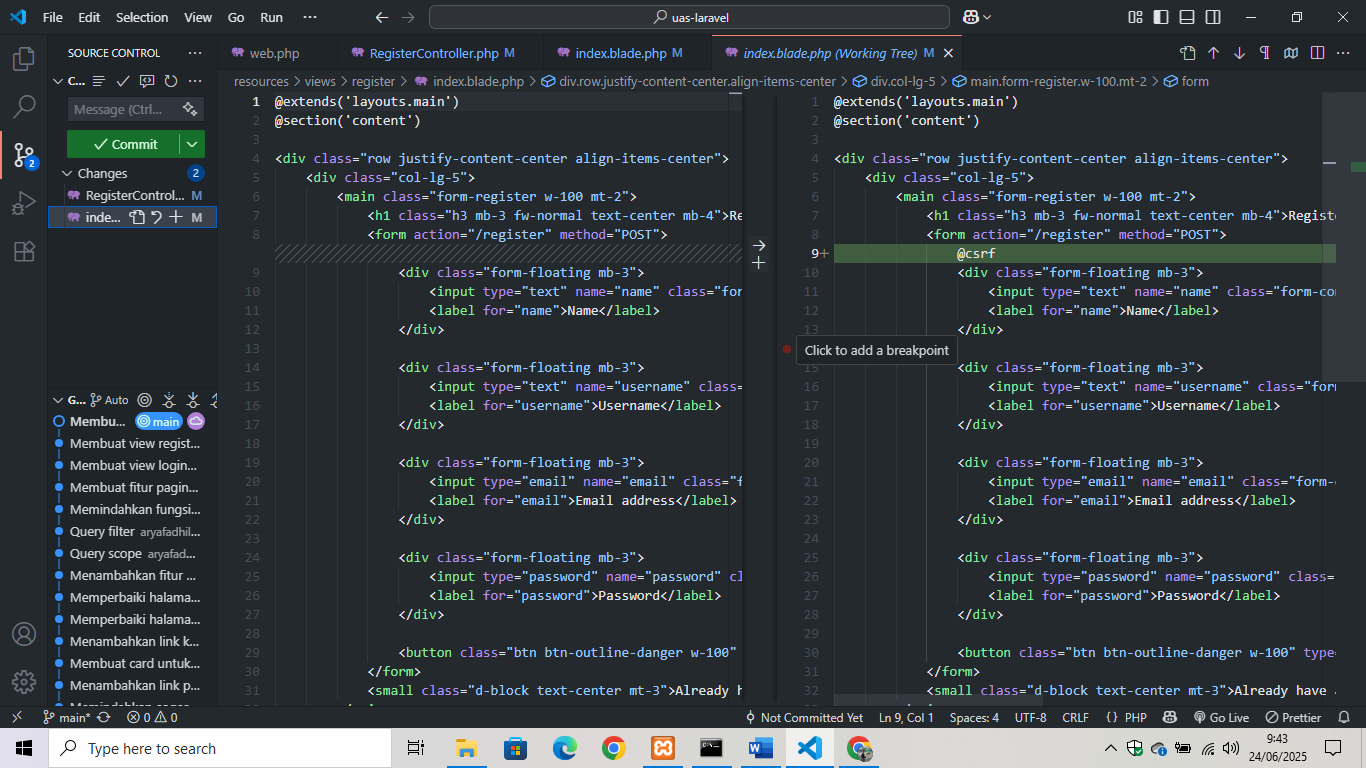 File Edit Selection View Go Run ··· uas-laravel
SOURCE CONTROL ···
web.php RegisterController.php M index.blade.php M index.blade.php (Working Tree) M
resources > views > register > index.blade.php > div.row.justify-content-center.align-items-center > div.col-lg-5 > main.form-register.w-100.mt-2 > form
C...
Message (Ctrl...
Commit
Changes 2
RegisterControl... M
inde... M
2
G... Auto
Membu... main
Membuat view regist...
Membuat view login...
Membuat fitur pagin...
Memindahkan fungsi...
Query filter aryafadhil...
Query scope aryafad...
Menambahkan fitur ...
Memperbaiki halama...
Memperbaiki halama...
Menambahkan link k...
Membuat card untuk...
Menambahkan link p...
1 @extends('layouts.main')
2 @section('content')
3
4 <div class="row justify-content-center align-items-center">
5 <div class="col-lg-5">
6 <main class="form-register w-100 mt-2">
7 <h1 class="h3 mb-3 fw-normal text-center mb-4">Re
8 <form action="/register" method="POST">
9 <div class="form-floating mb-3">
10 <input type="text" name="name" class="for
11 <label for="name">Name</label>
12 </div>
13
14 <div class="form-floating mb-3">
15 <input type="text" name="username" class=
16 <label for="username">Username</label>
17 </div>
18
19 <div class="form-floating mb-3">
20 <input type="email" name="email" class="f
21 <label for="email">Email address</label>
22 </div>
23
24 <div class="form-floating mb-3">
25 <input type="password" name="password" cl
26 <label for="password">Password</label>
27 </div>
28
29 <button class="btn btn-outline-danger w-100"
30 </form>
31 <small class="d-block text-center mt-3">Already h
1 @extends('layouts.main')
2 @section('content')
3
4 <div class="row justify-content-center align-items-center">
5 <div class="col-lg-5">
6 <main class="form-register w-100 mt-2">
7 <h1 class="h3 mb-3 fw-normal text-center mb-4">Registe
8 <form action="/register" method="POST">
9+ @csrf
10 <div class="form-floating mb-3">
11 <input type="text" name="name" class="form-con
12 <label for="name">Name</label>
13 </div>
Click to add a breakpoint
15 <div class="form-floating mb-3">
16 <input type="text" name="username" class="form
17 <label for="username">Username</label>
18 </div>
19
20 <div class="form-floating mb-3">
21 <input type="email" name="email" class="form-
22 <label for="email">Email address</label>
23 </div>
24
25 <div class="form-floating mb-3">
26 <input type="password" name="password" class=
27 <label for="password">Password</label>
28 </div>
29
30 <button class="btn btn-outline-danger w-100" type=
31 </form>
32 <small class="d-block text-center mt-3">Already have
main* 0 0 Not Committed Yet Ln 9, Col 1 Spaces: 4 UTF-8 CRLF {} PHP Go Live Prettier
Type here to search
9:43
24/06/2025